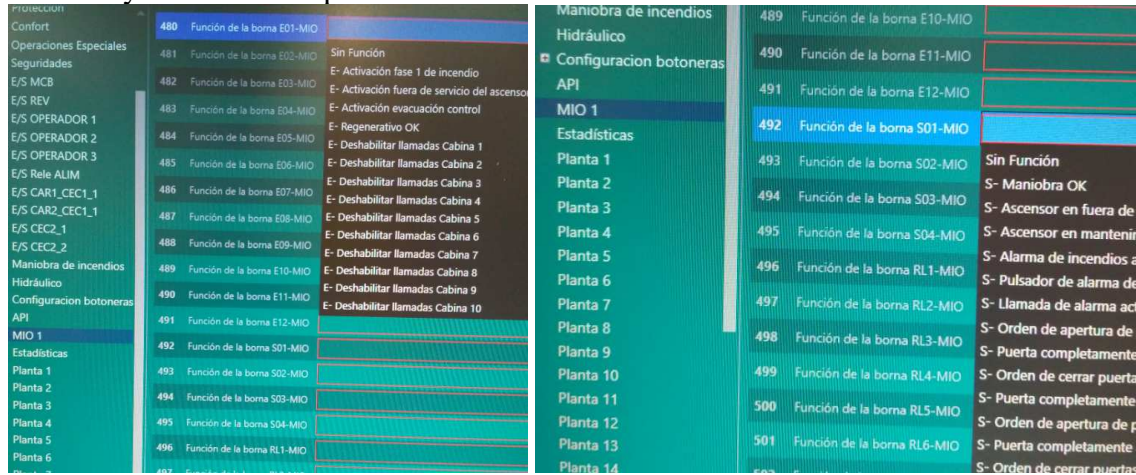 Protección
Confort
Operaciones Especiales
Seguridades
E/S MCB
E/S REV
E/S OPERADOR 1
E/S OPERADOR 2
E/S OPERADOR 3
E/S Rele ALIM
E/S CAR1_CEC1_1
E/S CAR2_CEC1_1
E/S CEC2_1
E/S CEC2_2
Maniobra de incendios
Hidráulico
Configuracion botoneras
API
MIO 1
Estadísticas
Planta 1
Planta 2
Planta 3
Planta 4
Planta 5
Planta 6
480 Función de la borna E01-MIO
481 Función de la borna E02-MIO
482 Función de la borna E03-MIO
483 Función de la borna E04-MIO
484 Función de la borna E05-MIO
485 Función de la borna E06-MIO
486 Función de la borna E07-MIO
487 Función de la borna E08-MIO
488 Función de la borna E09-MIO
489 Función de la borna E10-MIO
490 Función de la borna E11-MIO
491 Función de la borna E12-MIO
492 Función de la borna S01-MIO
493 Función de la borna S02-MIO
494 Función de la borna S03-MIO
495 Función de la borna S04-MIO
496 Función de la borna RL1-MIO
Sin Función
E- Activación fase 1 de incendio
E- Activación fuera de servicio del ascenso
E- Activación evacuación control
E- Regenerativo OK
E- Deshabilitar llamadas Cabina 1
E- Deshabilitar llamadas Cabina 2
E- Deshabilitar llamadas Cabina 3
E- Deshabilitar llamadas Cabina 4
E- Deshabilitar llamadas Cabina 5
E- Deshabilitar llamadas Cabina 6
E- Deshabilitar llamadas Cabina 7
E- Deshabilitar llamadas Cabina 8
E- Deshabilitar llamadas Cabina 9
E- Deshabilitar llamadas Cabina 10
Maniobra de incendios
Hidráulico
Configuracion botoneras
API
MIO 1
Estadísticas
Planta 1
Planta 2
Planta 3
Planta 4
Planta 5
Planta 6
Planta 7
Planta 8
Planta 9
Planta 10
Planta 11
Planta 12
Planta 13
Planta 14
489 Función de la borna E10-MIO
490 Función de la borna E11-MIO
491 Función de la borna E12-MIO
492 Función de la borna S01-MIO
493 Función de la borna S02-MIO
494 Función de la borna S03-MIO
495 Función de la borna S04-MIO
496 Función de la borna RL1-MIO
497 Función de la borna RL2-MIO
498 Función de la borna RL3-MIO
499 Función de la borna RL4-MIO
500 Función de la borna RL5-MIO
501 Función de la borna RL6-MIO
Sin Función
S- Maniobra OK
S- Ascensor en fuera de
S- Ascensor en mantenin
S- Alarma de incendios a
S- Pulsador de alarma de
S- Llamada de alarma act
S- Orden de apertura de
S- Puerta completamente
S- Orden de cerrar puerta
S- Puerta completamente
S- Orden de apertura de p
S- Puerta completamente
S- Orden de cerrar puertas